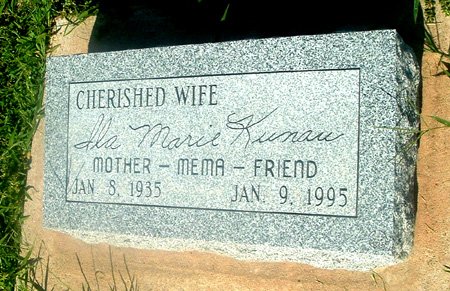 CHERISHED WIFE
Ila Marie Kunau
MOTHER - MEMA - FRIEND
JAN 8, 1935 JAN. 9, 1995